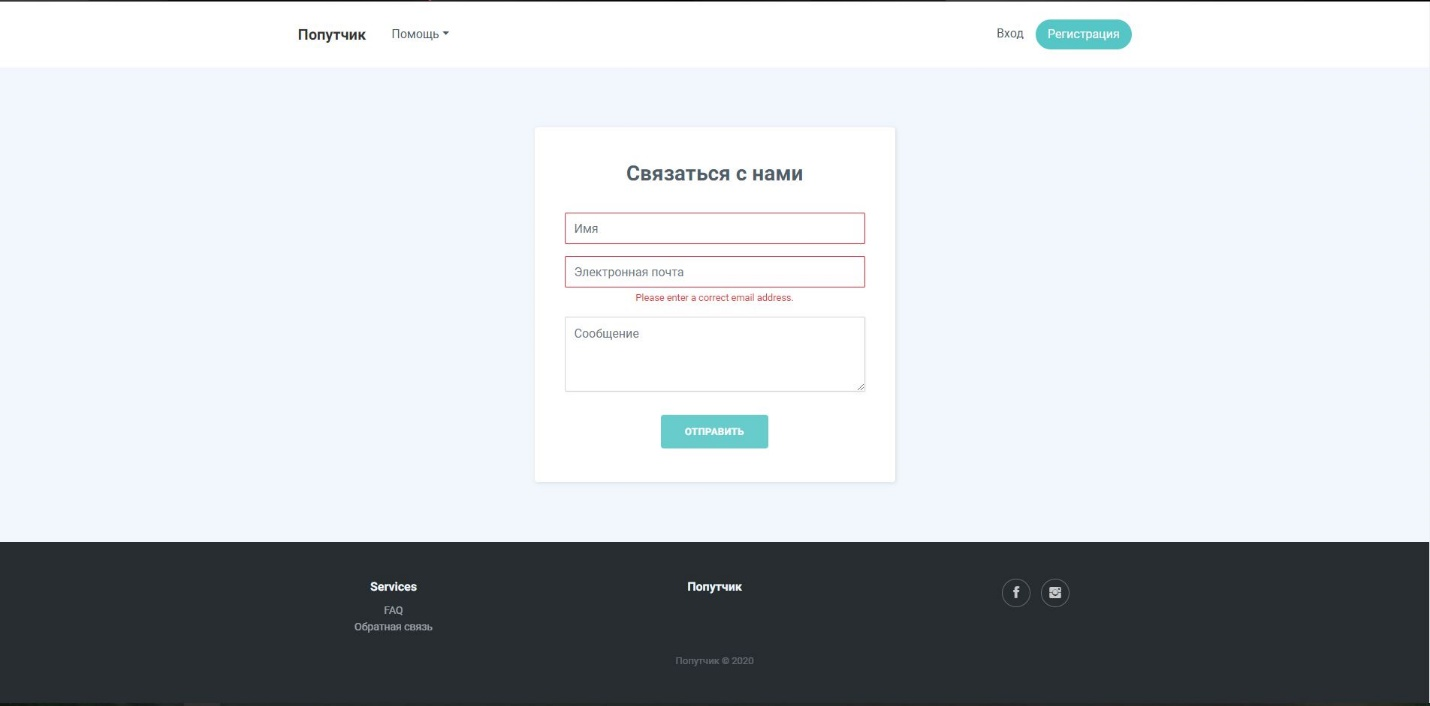 Попутчик Помощь Вход Регистрация
Связаться с нами
Имя
Электронная почта
Please enter a correct email address.
Сообщение
ОТПРАВИТЬ
Services Попутчик
FAQ
Обратная связь
Попутчик © 2020